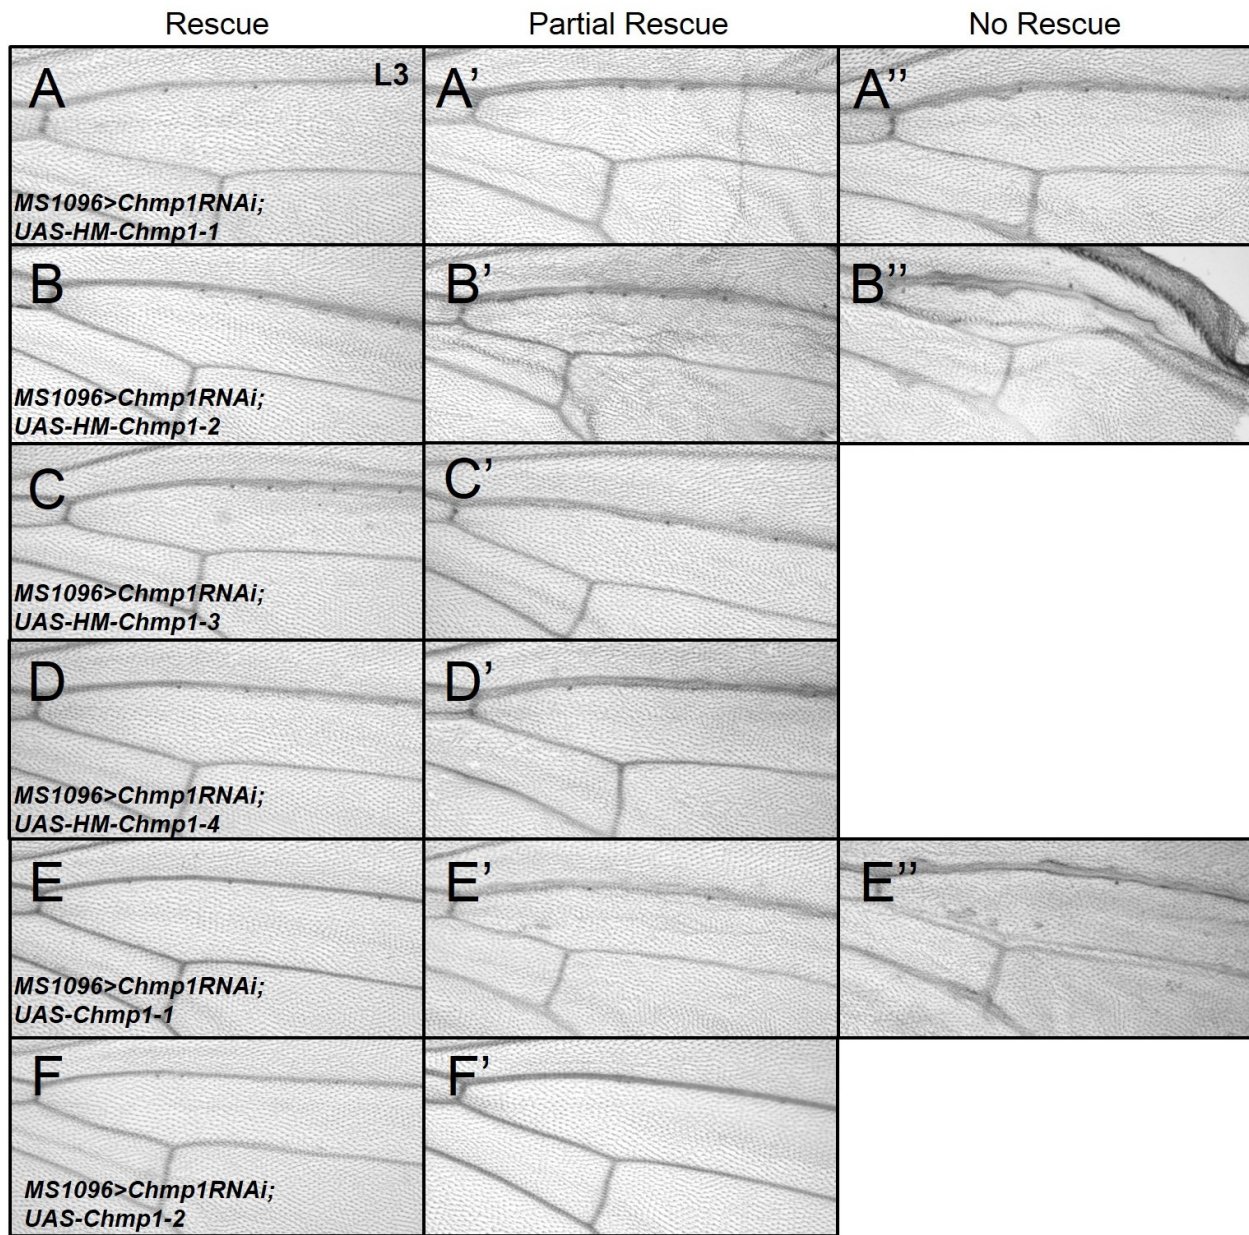 Rescue Partial Rescue No Rescue
A L3 A’ A’’
MS1096>Chmp1RNAi;
UAS-HM-Chmp1-1
B B’ B’’
MS1096>Chmp1RNAi;
UAS-HM-Chmp1-2
C C’
MS1096>Chmp1RNAi;
UAS-HM-Chmp1-3
D D’
MS1096>Chmp1RNAi;
UAS-HM-Chmp1-4
E E’ E’’
MS1096>Chmp1RNAi;
UAS-Chmp1-1
F F’
MS1096>Chmp1RNAi;
UAS-Chmp1-2